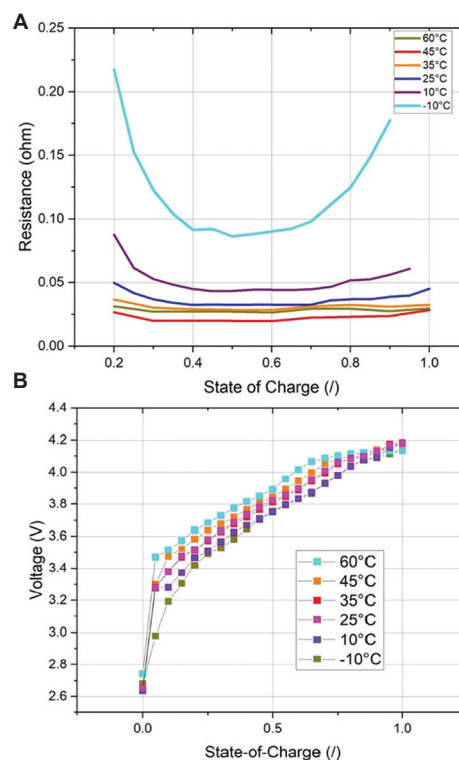 A
0.25
0.20
0.15
0.10
0.05
0.00
Resistance (ohm)
60°C
45°C
35°C
25°C
10°C
-10°C
0.2 0.4 0.6 0.8 1.0
State of Charge (/)
B
4.4
4.2
4.0
3.8
3.6
3.4
3.2
3.0
2.8
2.6
Voltage (V)
60°C
45°C
35°C
25°C
10°C
-10°C
0.0 0.5 1.0
State-of-Charge (/)